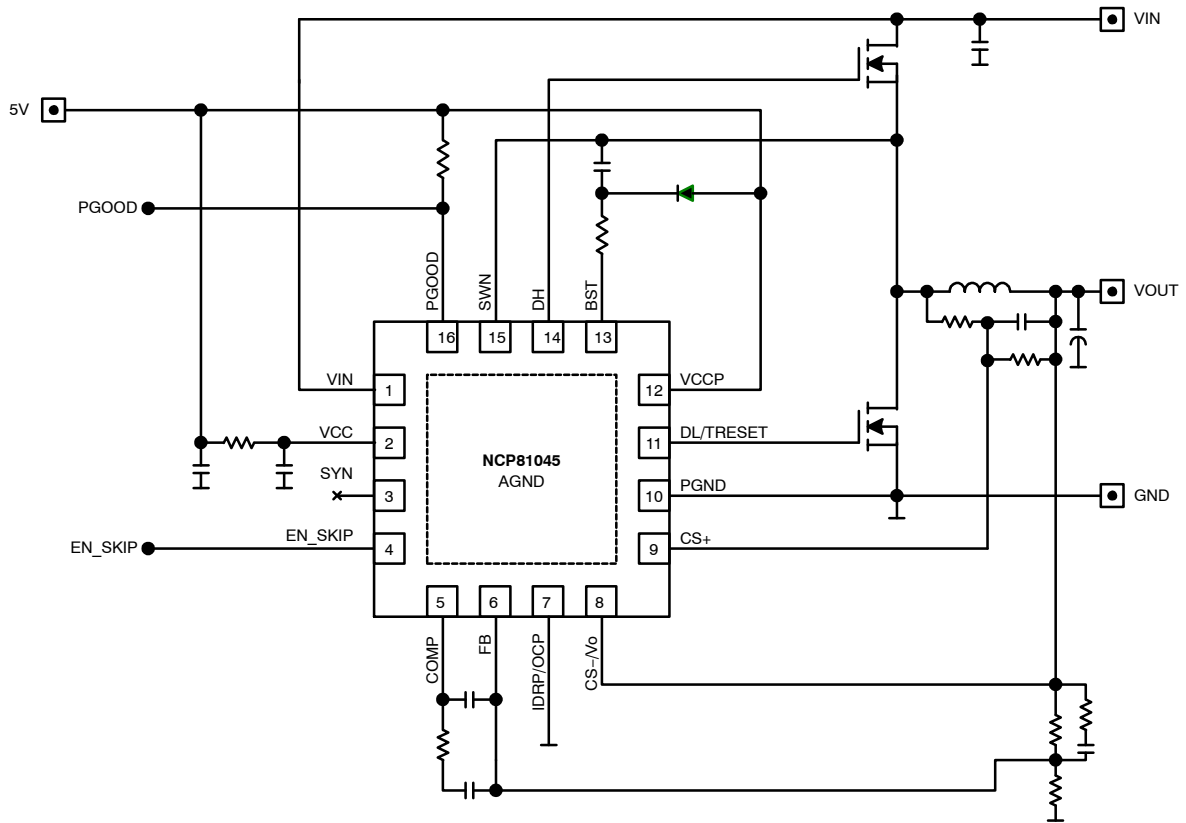 VIN
5V
PGOOD
PGOOD
SWN
DH
BST
VOUT
16
15
14
13
VIN
1
12
VCCP
VCC
2
11
DL/TRESET
NCP81045
AGND
SYN
3
10
PGND
GND
EN_SKIP
EN_SKIP
4
9
CS+
5
6
7
8
COMP
FB
IDRP/OCP
CS−/Vo